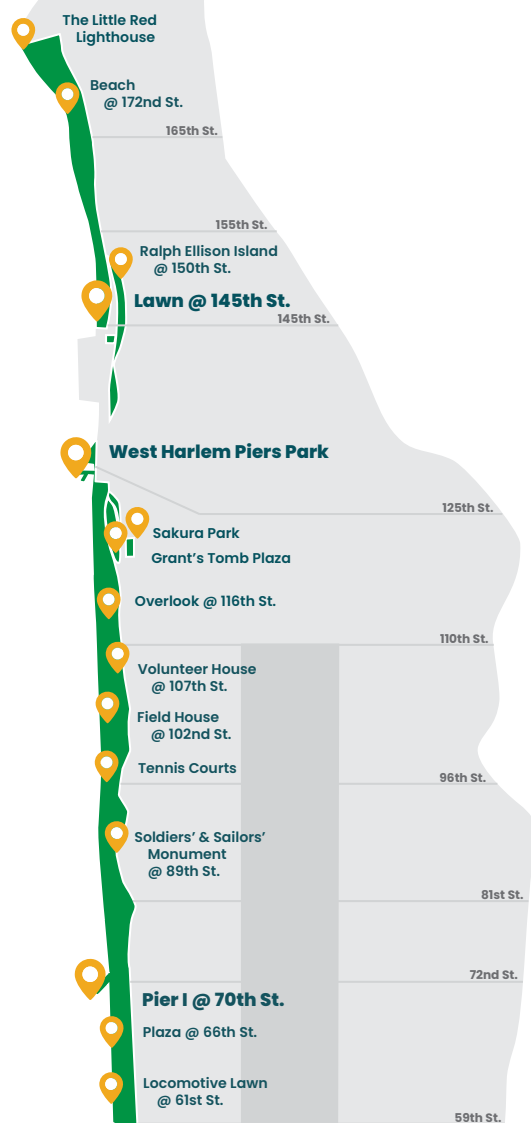 The Little Red
Lighthouse
Beach
@ 172nd St.
165th St.
155th St.
Ralph Ellison Island
@ 150th St.
Lawn @ 145th St.
145th St.
West Harlem Piers Park
125th St.
Sakura Park
Grant's Tomb Plaza
Overlook @ 116th St.
110th St.
Volunteer House
@ 107th St.
Field House
@ 102nd St.
Tennis Courts
96th St.
Soldiers' & Sailors'
Monument
@ 89th St.
81st St.
72nd St.
Pier I @ 70th St.
Plaza @ 66th St.
Locomotive Lawn
@ 61st St.
59th St.